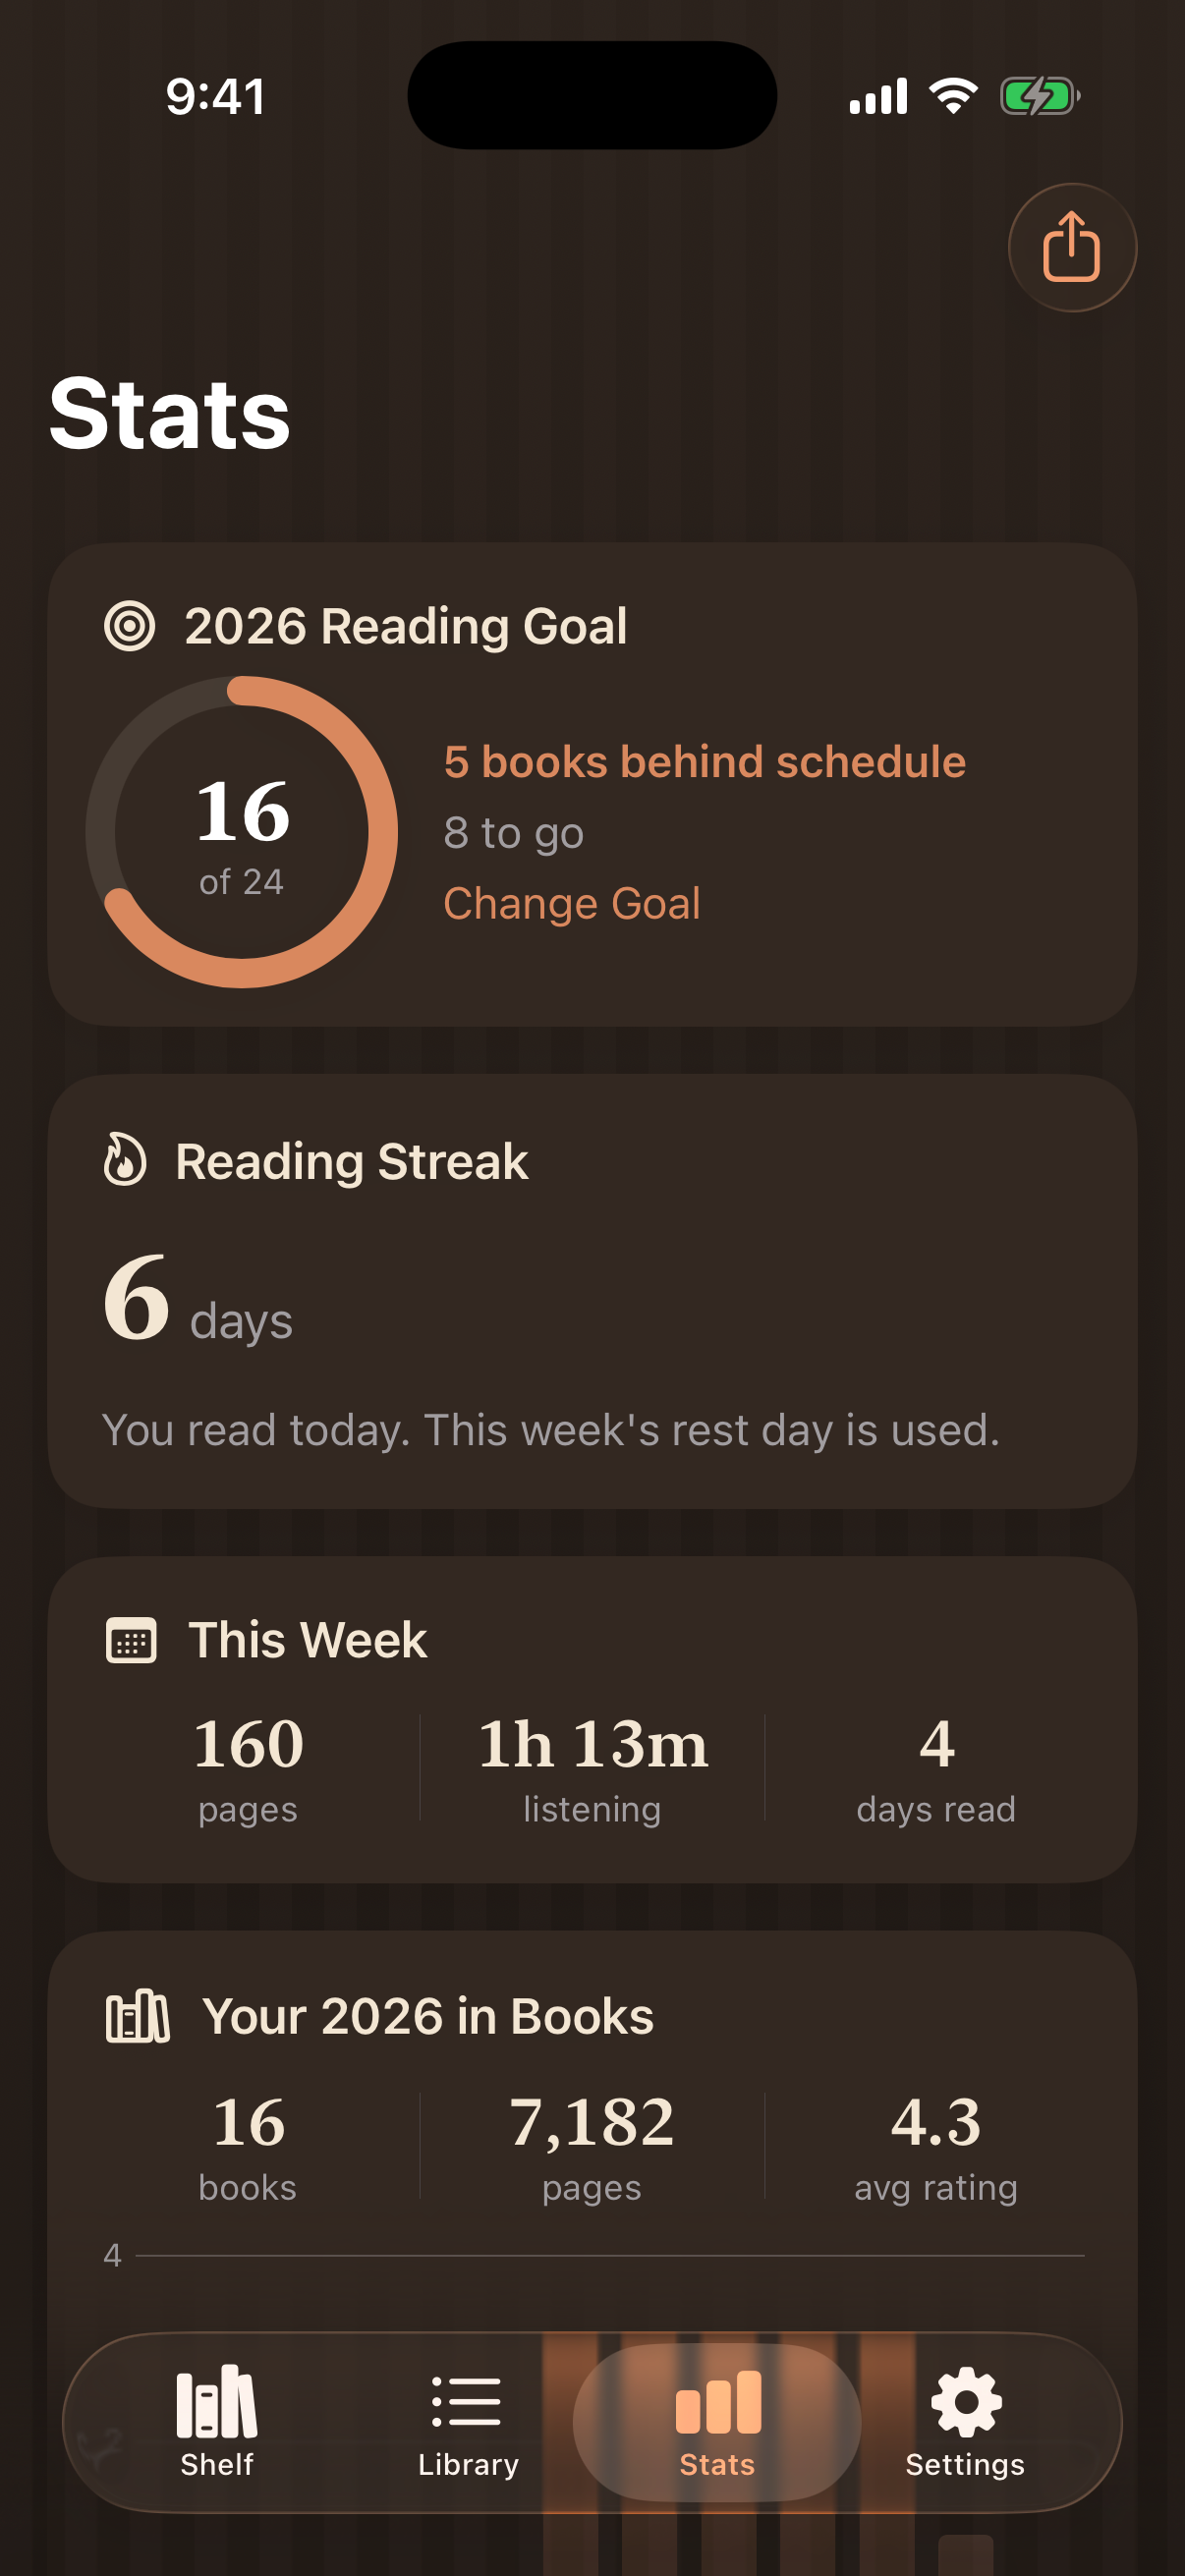 9:41
Stats
2026 Reading Goal
16
of 24
5 books behind schedule
8 to go
Change Goal
Reading Streak
6 days
You read today. This week's rest day is used.
This Week
160 1h 13m 4
pages listening days read
Your 2026 in Books
16 7,182 4.3
books pages avg rating
4
Shelf Library Stats Settings